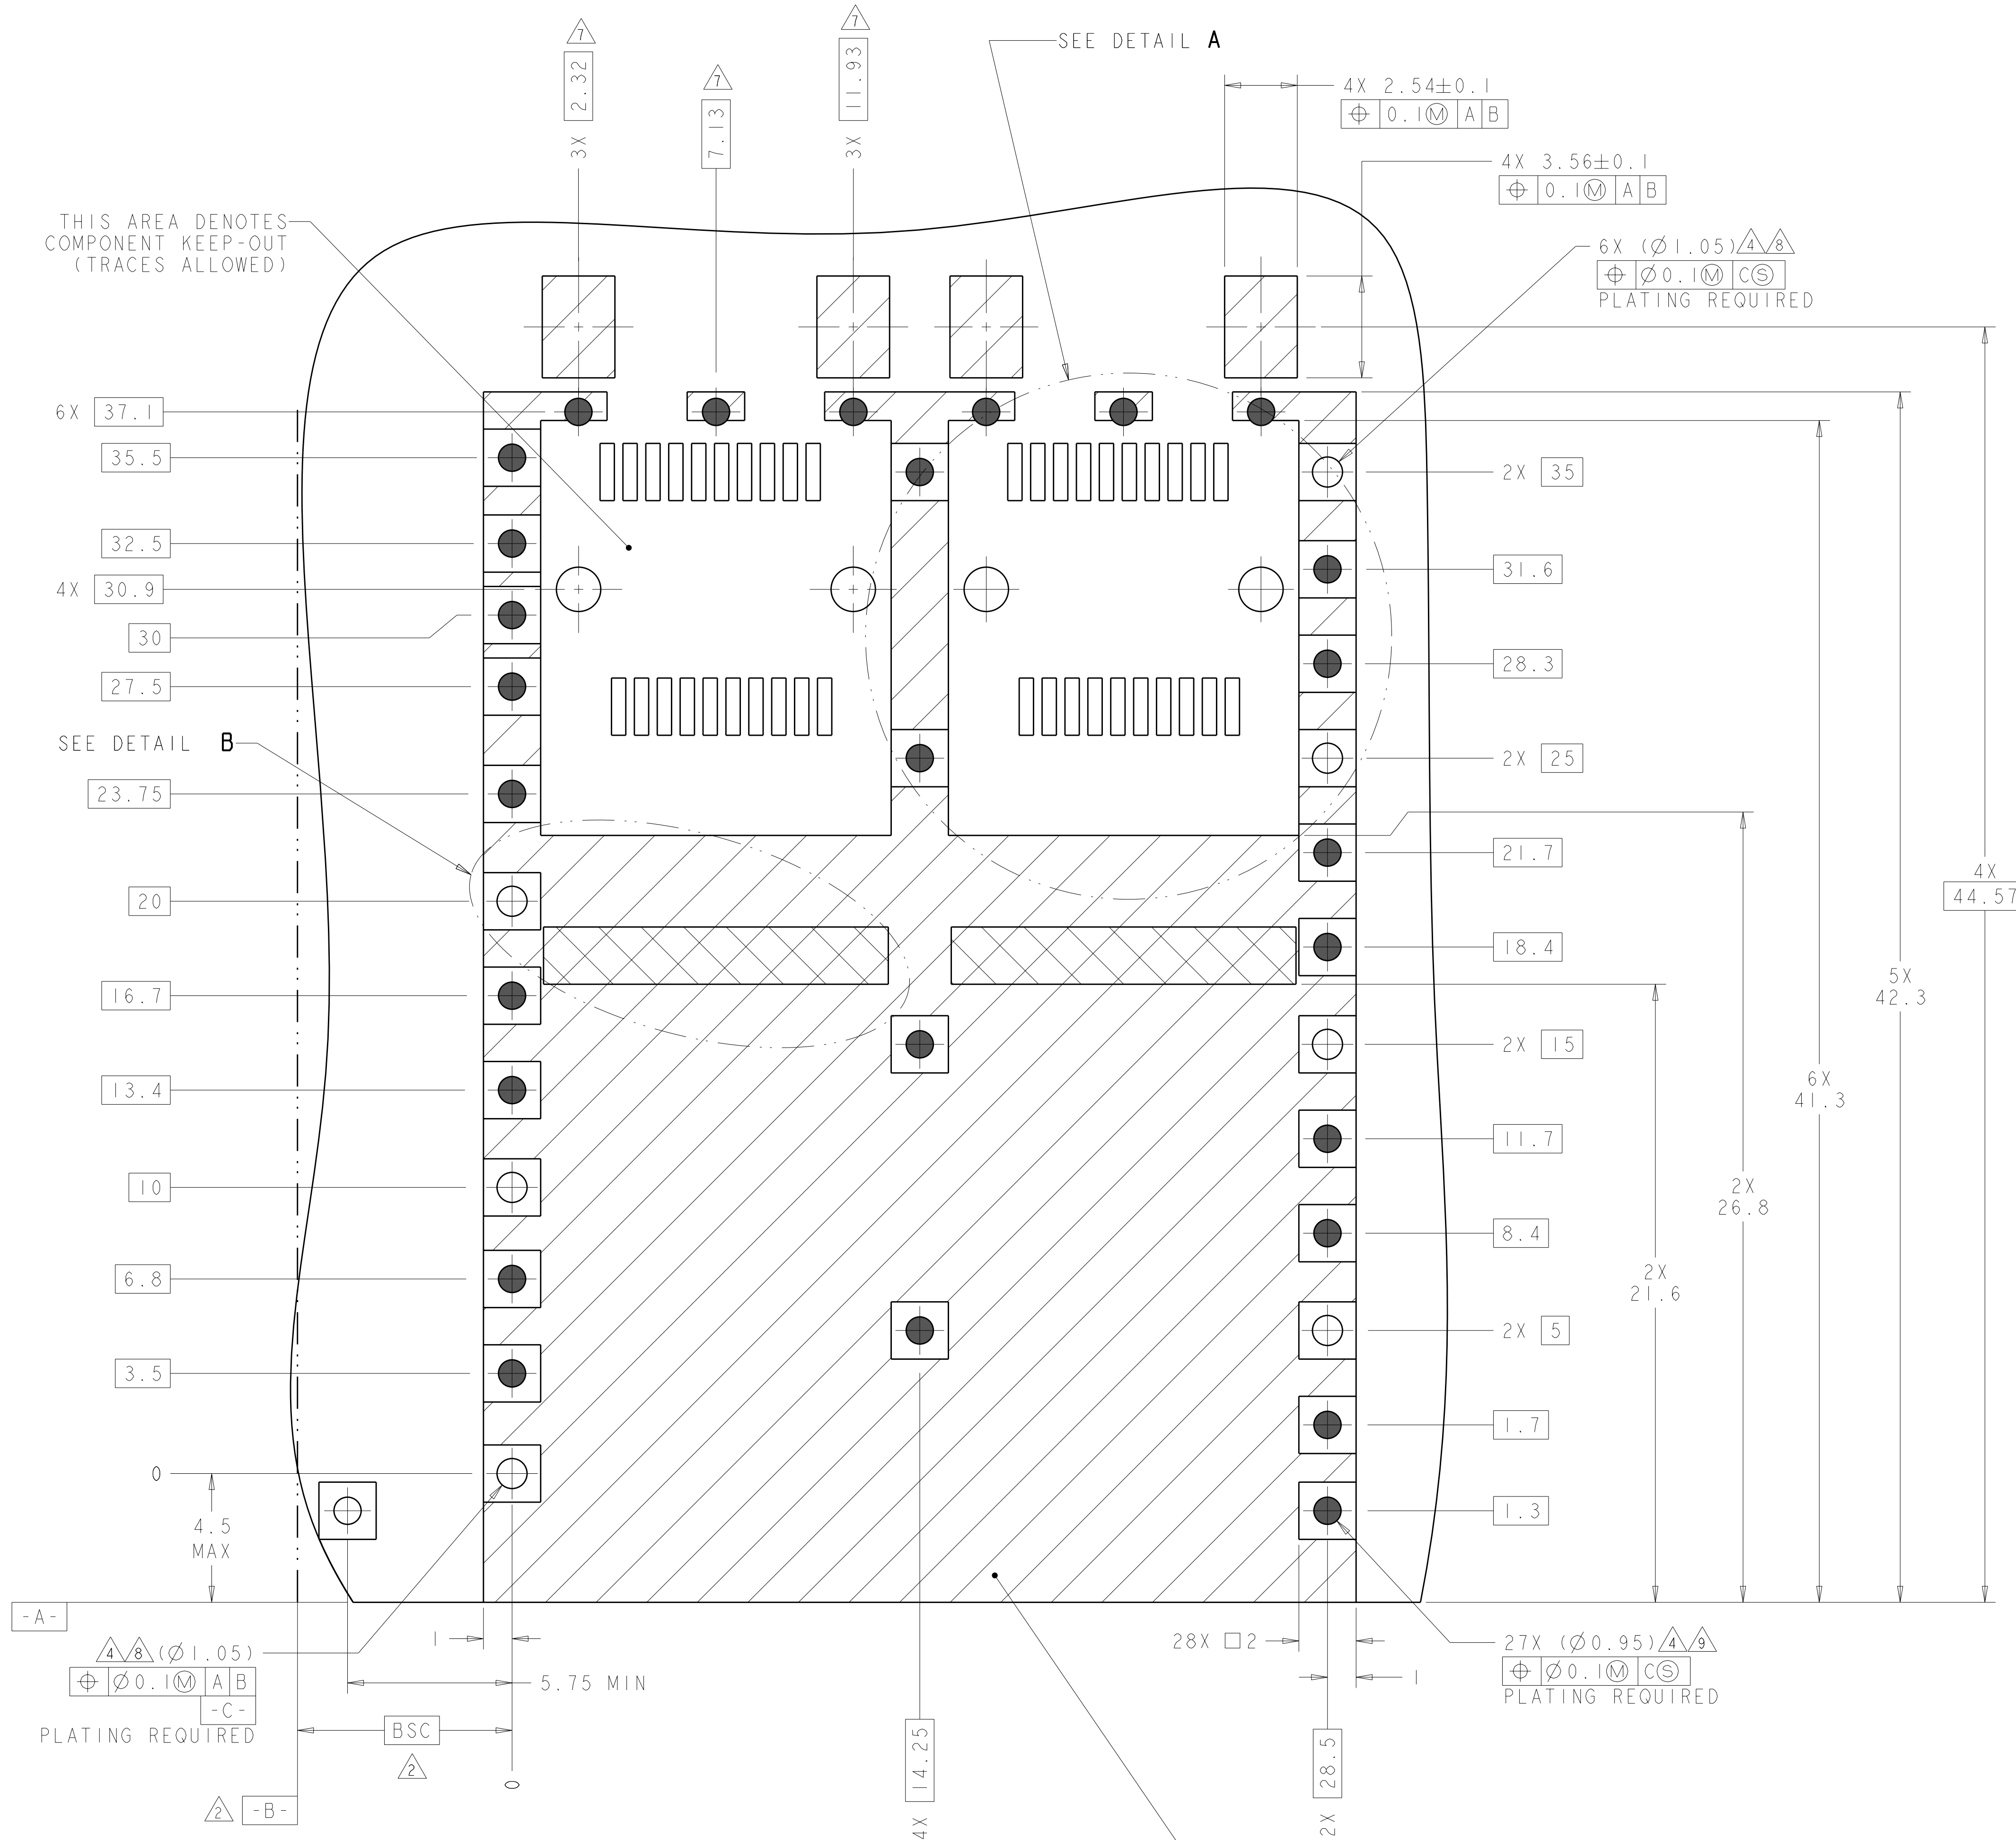 7
3X 2.32
7
7.13
7
3X 11.93
SEE DETAIL A
4X 2.54±0.1
⌖ 0.1Ⓜ A B
4X 3.56±0.1
⌖ 0.1Ⓜ A B
THIS AREA DENOTES
COMPONENT KEEP-OUT
(TRACES ALLOWED)
6X (Ø1.05) 4 8
⌖ Ø0.1Ⓜ CⓈ
PLATING REQUIRED
6X 37.1
35.5
2X 35
32.5
31.6
4X 30.9
30
28.3
27.5
SEE DETAIL B
2X 25
23.75
21.7
20
4X
44.57
18.4
16.7
5X
42.3
2X 15
13.4
6X
41.3
11.7
10
2X
26.8
8.4
6.8
2X
21.6
2X 5
3.5
1.7
0
4.5
MAX
1.3
-A-
4 8 (Ø1.05)
⌖ Ø0.1Ⓜ A B
-C-
PLATING REQUIRED
1
5.75 MIN
BSC
2
0
2 -B-
4X 14.25
28X □2
1
2X 28.5
27X (Ø0.95) 4 9
⌖ Ø0.1Ⓜ CⓈ
PLATING REQUIRED